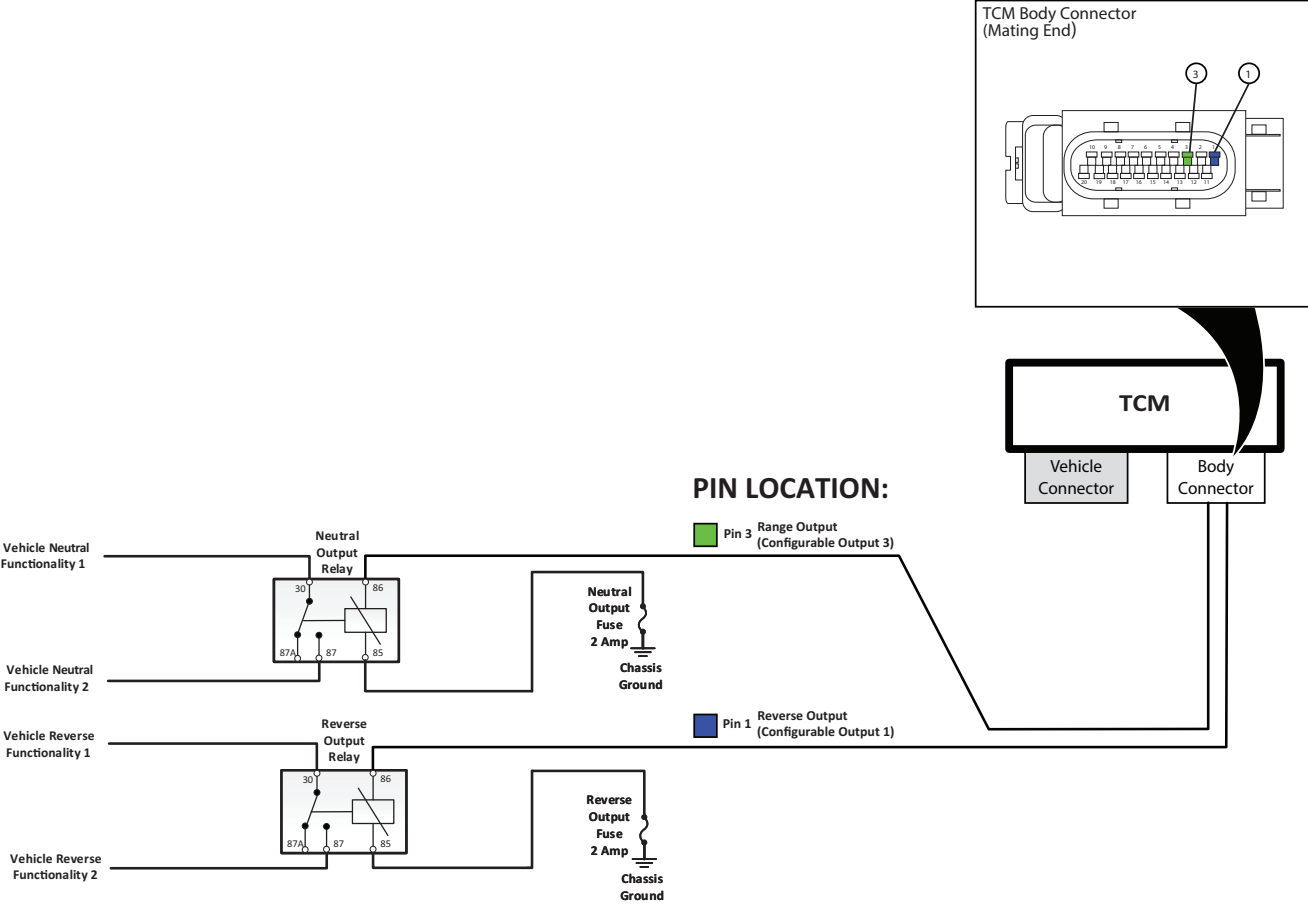 TCM Body Connector
(Mating End)
3
1
10 9 8 7 6 5 4 3 2 1
20 19 18 17 16 15 14 13 12 11
TCM
Vehicle
Connector
Body
Connector
PIN LOCATION:
Pin 3
Range Output
(Configurable Output 3)
Neutral
Output
Relay
Vehicle Neutral
Functionality 1
30
86
87A
87
85
Neutral
Output
Fuse
2 Amp
Chassis
Ground
Vehicle Neutral
Functionality 2
Pin 1
Reverse Output
(Configurable Output 1)
Reverse
Output
Relay
Vehicle Reverse
Functionality 1
30
86
87A
87
85
Reverse
Output
Fuse
2 Amp
Chassis
Ground
Vehicle Reverse
Functionality 2